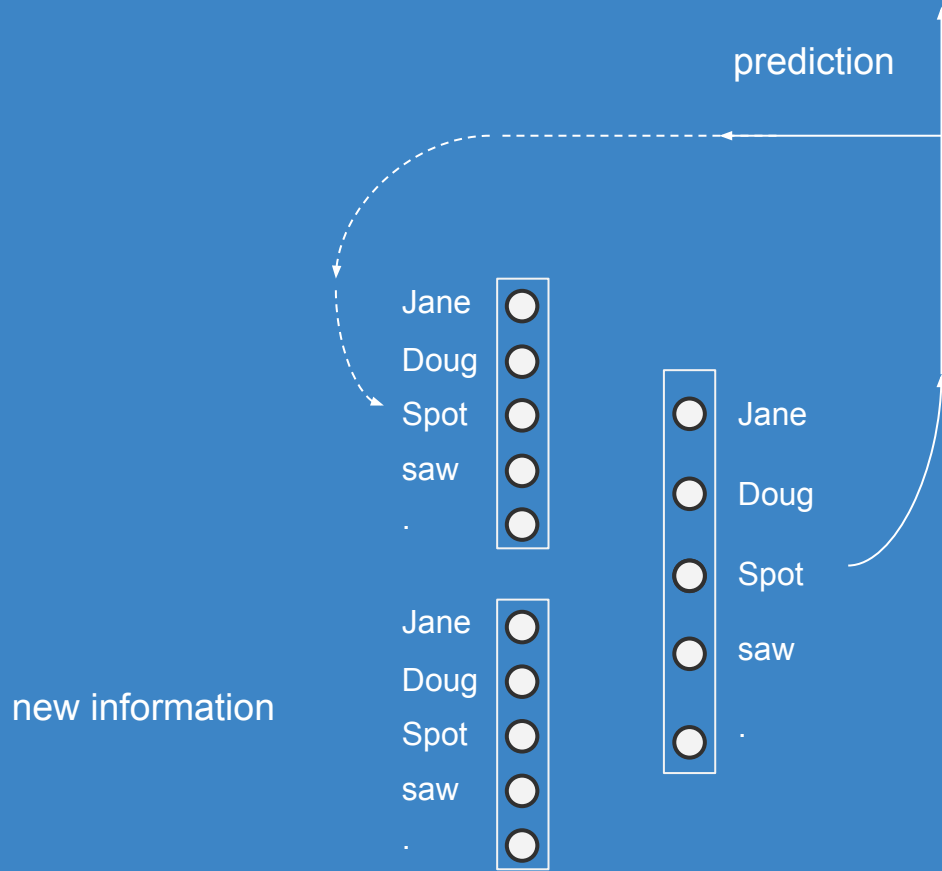 prediction
Jane
Doug
Spot
saw
.
Jane
Doug
Spot
saw
.
new information
Jane
Doug
Spot
saw
.